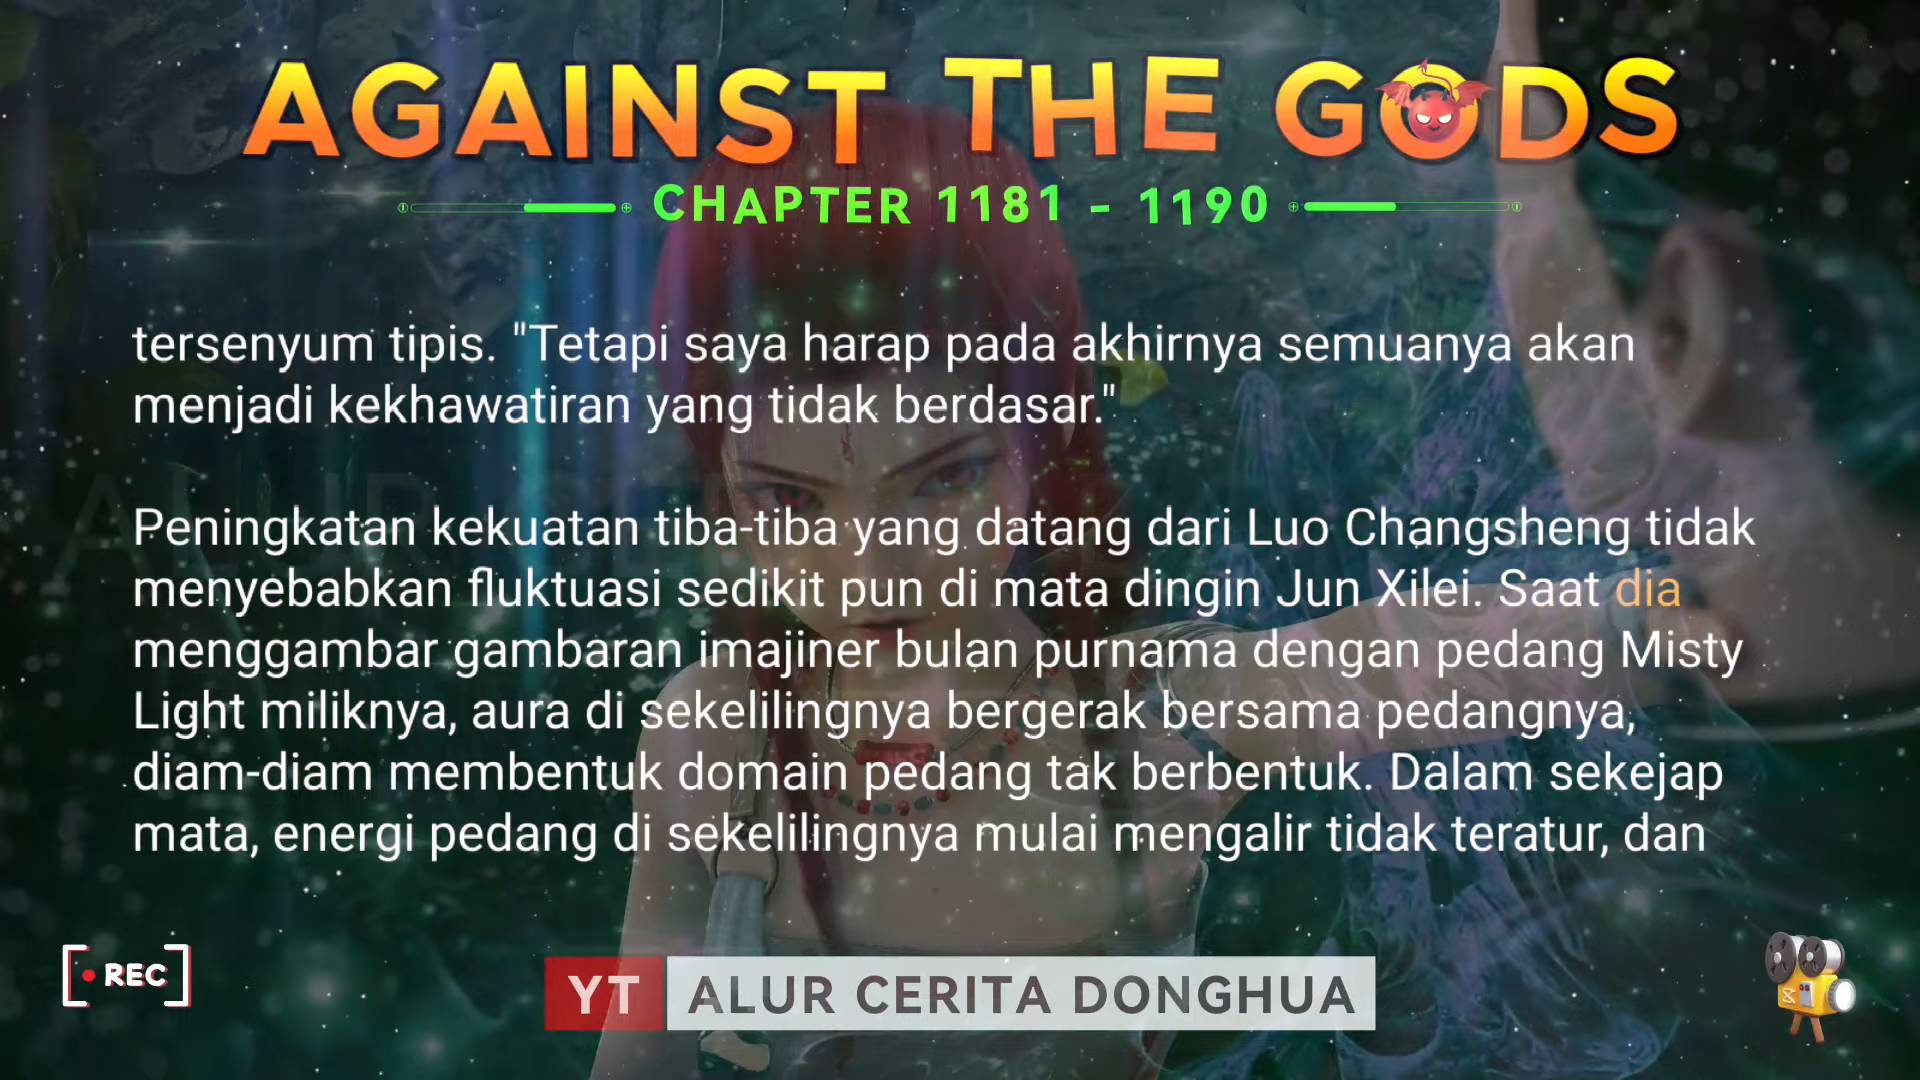 AGAINST THE GODS
CHAPTER 1181 - 1190
tersenyum tipis. "Tetapi saya harap pada akhirnya semuanya akan
menjadi kekhawatiran yang tidak berdasar."
Peningkatan kekuatan tiba-tiba yang datang dari Luo Changsheng tidak
menyebabkan fluktuasi sedikit pun di mata dingin Jun Xilei. Saat dia
menggambar gambaran imajiner bulan purnama dengan pedang Misty
Light miliknya, aura di sekelilingnya bergerak bersama pedangnya,
diam-diam membentuk domain pedang tak berbentuk. Dalam sekejap
mata, energi pedang di sekelilingnya mulai mengalir tidak teratur, dan
REC
YT ALUR CERITA DONGHUA